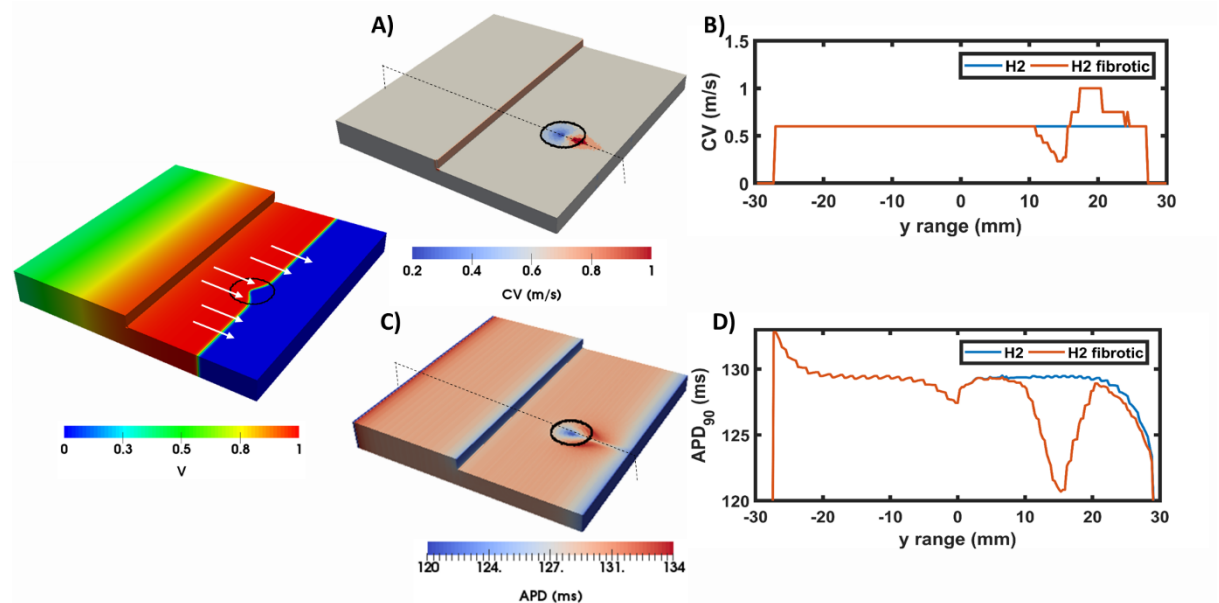 A)
0.2 0.4 0.6 0.8 1
CV (m/s)
B)
1.5
1
0.5
0
CV (m/s)
H2 H2 fibrotic
-30 -20 -10 0 10 20 30
y range (mm)
0 0.3 0.5 0.8 1
V
C)
120 124. 127. 131. 134
APD (ms)
D)
130
125
120
APD90 (ms)
H2 H2 fibrotic
-30 -20 -10 0 10 20 30
y range (mm)